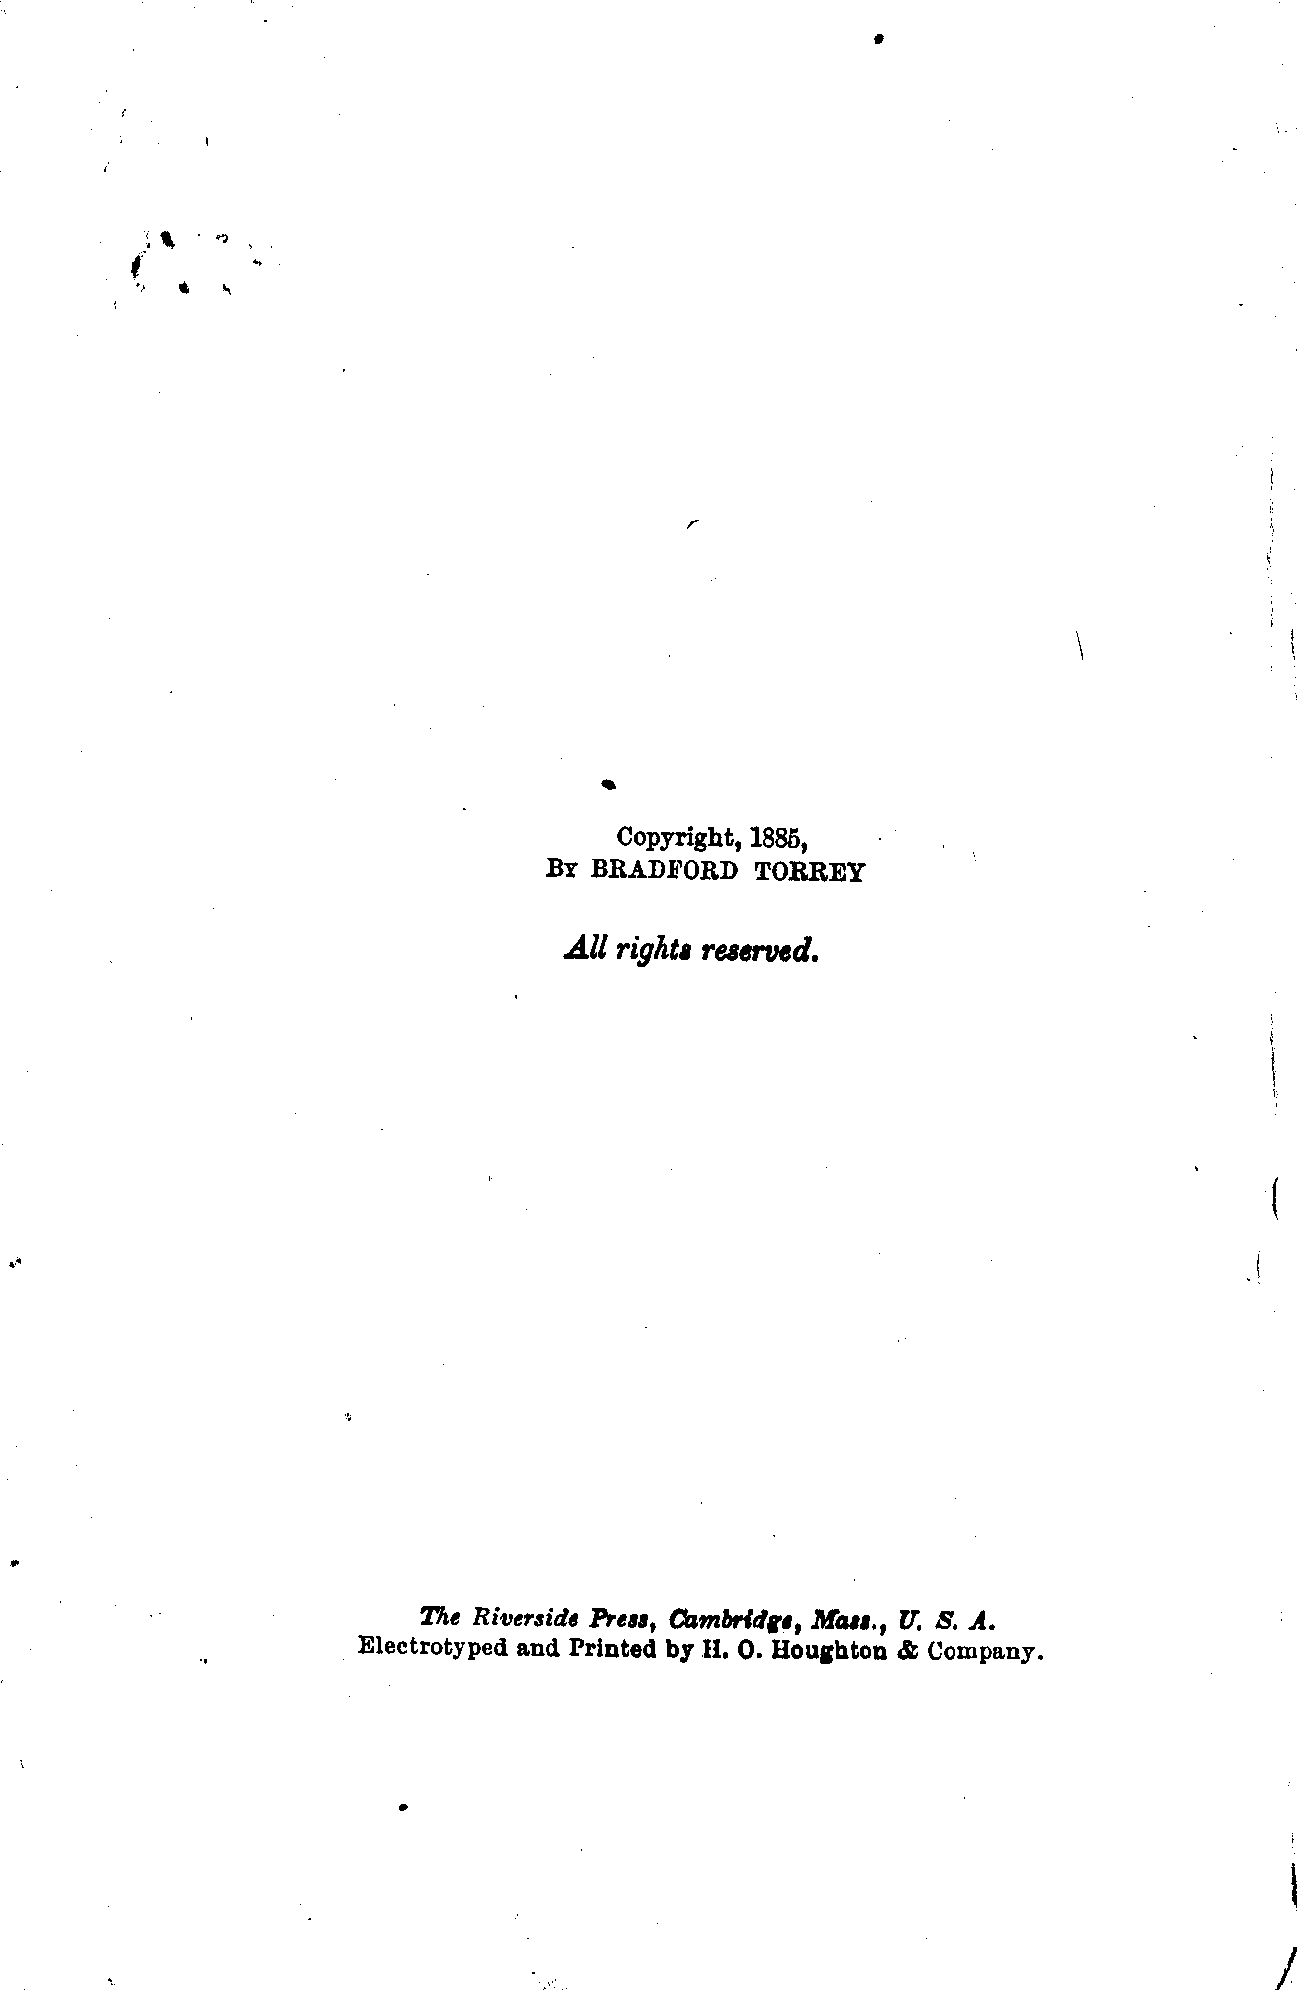 Copyright, 1885,
By BRADFORD TORREY
All rights reserved.
The Riverside Press, Cambridge, Mass., U. S. A.
Electrotyped and Printed by H. O. Houghton & Company.